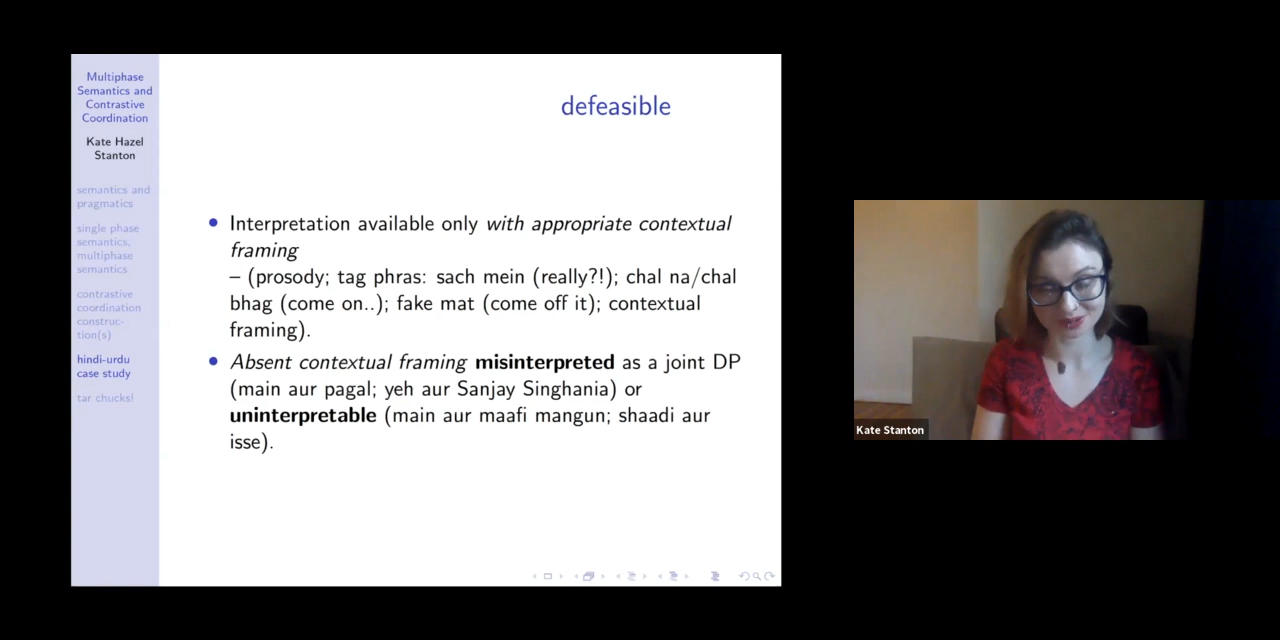 Multiphase
Semantics and
Contrastive
Coordination
Kate Hazel
Stanton
semantics and
pragmatics
single phase
semantics,
multiphase
semantics
contrastive
coordination
construc-
tion(s)
hindi-urdu
case study
tar chucks!
defeasible
• Interpretation available only with appropriate contextual
framing
– (prosody; tag phras: sach mein (really?!); chal na/chal
bhag (come on..); fake mat (come off it); contextual
framing).
• Absent contextual framing misinterpreted as a joint DP
(main aur pagal; yeh aur Sanjay Singhania) or
uninterpretable (main aur maafi mangun; shaadi aur
isse).
Kate Stanton